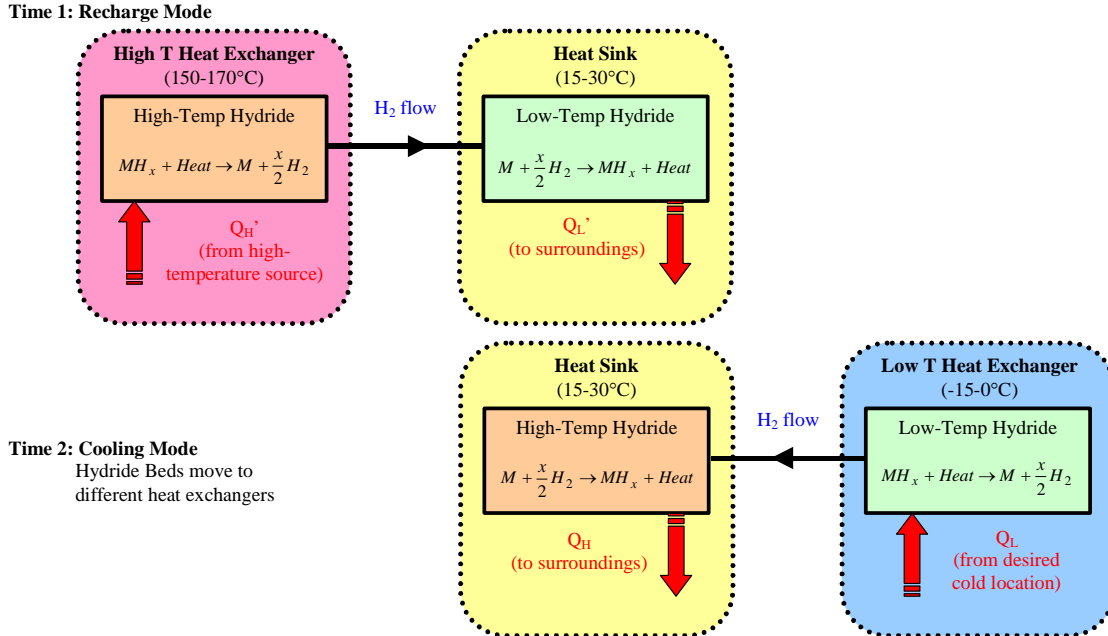 Time 1: Recharge Mode
High T Heat Exchanger
(150-170°C)
High-Temp Hydride
MHₓ + Heat → M + x/2 H₂
Q_H’
(from high-
temperature source)
H₂ flow
Heat Sink
(15-30°C)
Low-Temp Hydride
M + x/2 H₂ → MHₓ + Heat
Q_L’
(to surroundings)
Time 2: Cooling Mode
Hydride Beds move to
different heat exchangers
Heat Sink
(15-30°C)
High-Temp Hydride
M + x/2 H₂ → MHₓ + Heat
Q_H
(to surroundings)
H₂ flow
Low T Heat Exchanger
(-15-0°C)
Low-Temp Hydride
MHₓ + Heat → M + x/2 H₂
Q_L
(from desired
cold location)